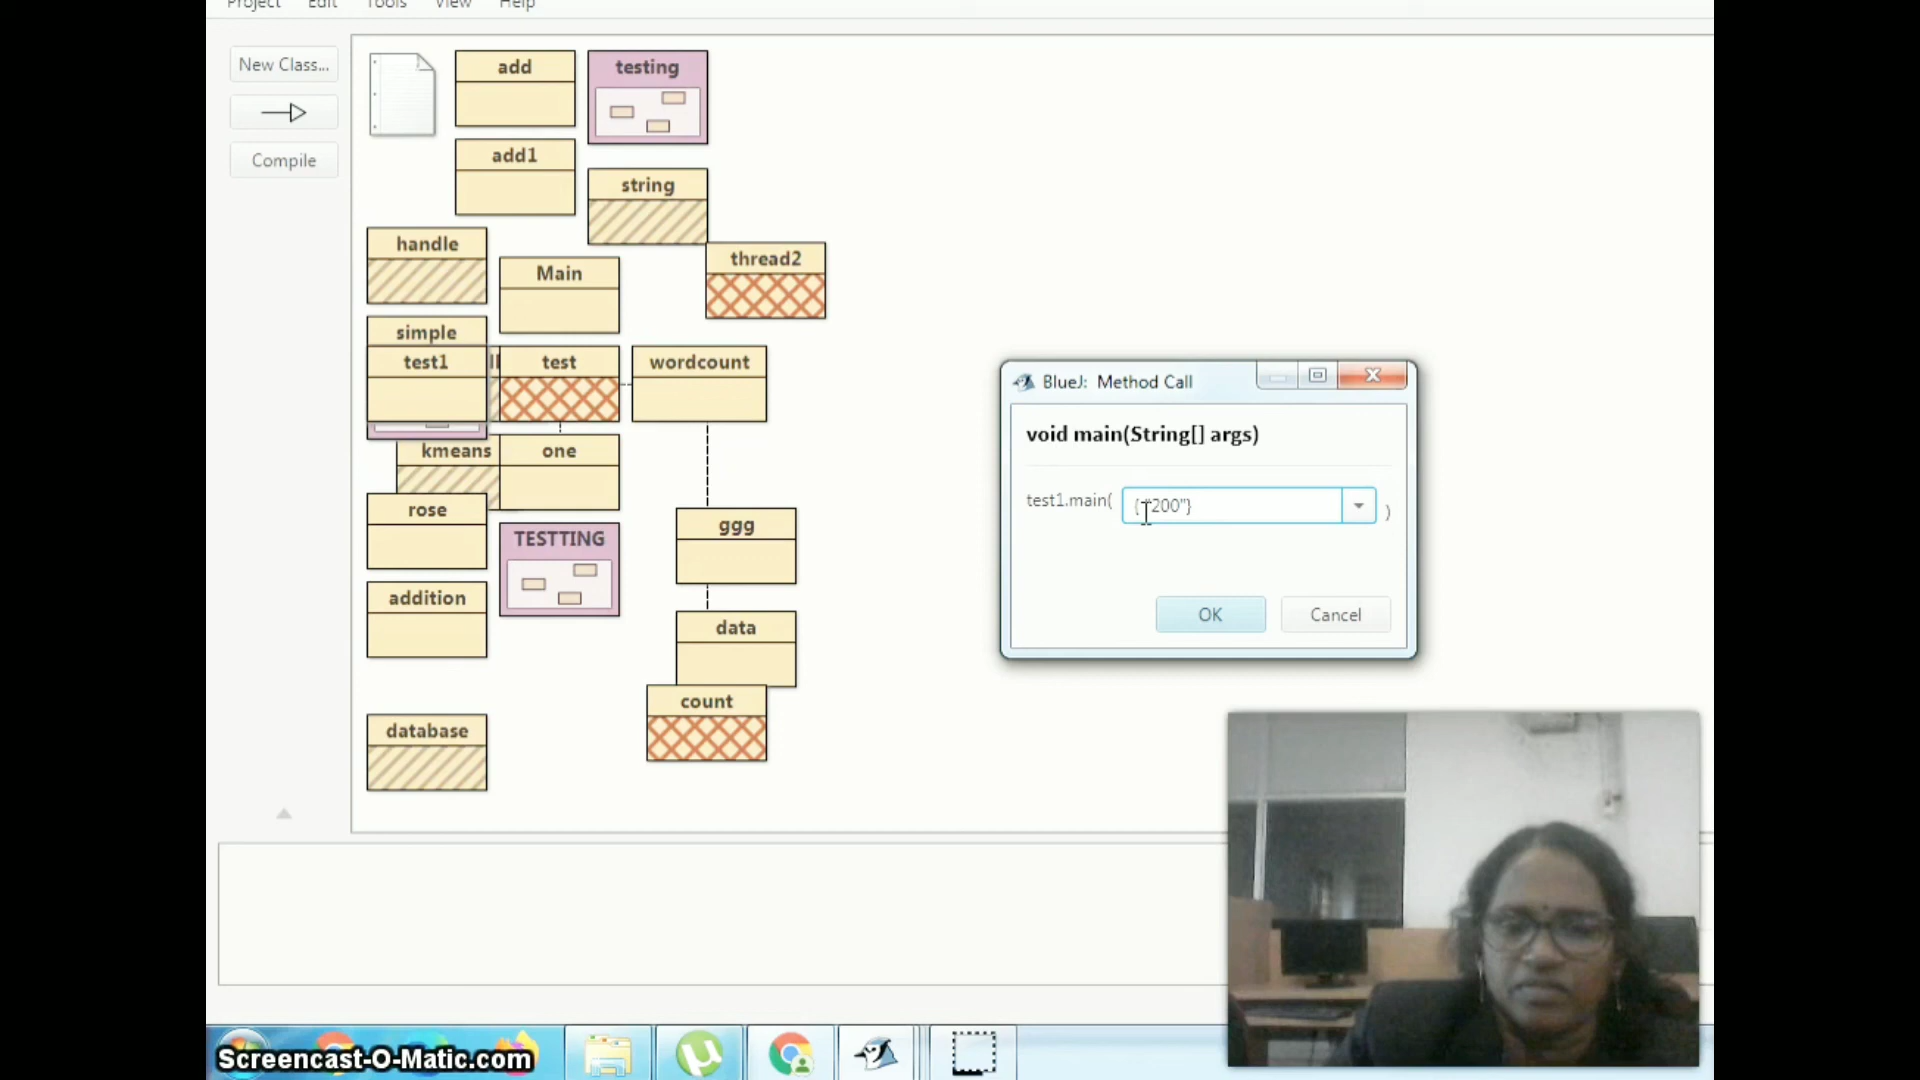 Project Edit Tools View Help
New Class...
Compile
add
testing
add1
string
handle
Main
thread2
simple
test1
test
wordcount
kmeans
one
rose
TESTTING
ggg
addition
data
count
database
BlueJ: Method Call
void main(String[] args)
test1.main( {"200"} )
OK
Cancel
Screencast-O-Matic.com